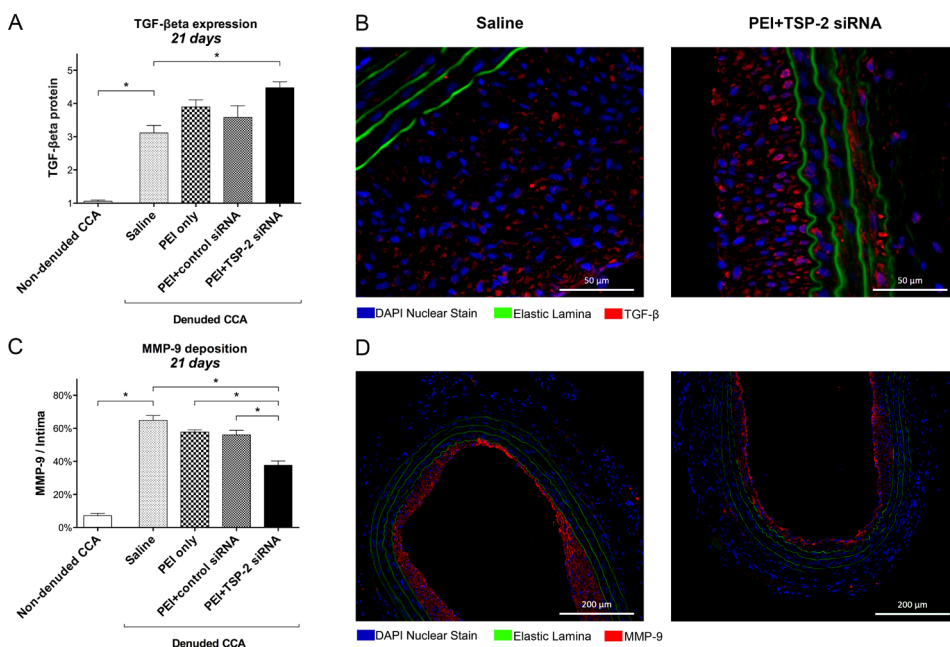 A
TGF-βeta expression
21 days
TGF-βeta protein
5
4
3
2
1
*
*
Non-denuded CCA
Saline
PEI only
PEI+control siRNA
PEI+TSP-2 siRNA
Denuded CCA
B
Saline
PEI+TSP-2 siRNA
50 µm
50 µm
DAPI Nuclear Stain
Elastic Lamina
TGF-β
C
MMP-9 deposition
21 days
MMP-9 / Intima
80%
60%
40%
20%
0%
*
*
*
*
Non-denuded CCA
Saline
PEI only
PEI+control siRNA
PEI+TSP-2 siRNA
Denuded CCA
D
200 µm
200 µm
DAPI Nuclear Stain
Elastic Lamina
MMP-9